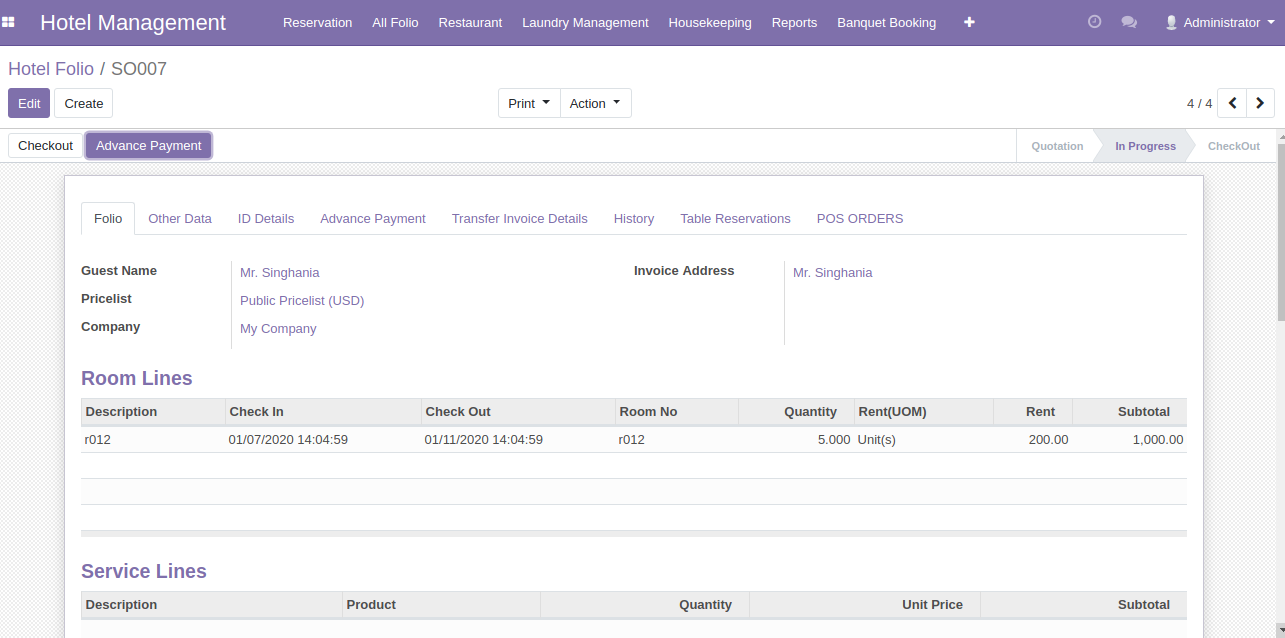 Hotel Management Reservation All Folio Restaurant Laundry Management Housekeeping Reports Banquet Booking Administrator
Hotel Folio / SO007
Edit Create Print Action 4 / 4
Checkout Advance Payment Quotation In Progress CheckOut
Folio Other Data ID Details Advance Payment Transfer Invoice Details History Table Reservations POS ORDERS
Guest Name Mr. Singhania Invoice Address Mr. Singhania
Pricelist Public Pricelist (USD)
Company My Company
Room Lines
Description Check In Check Out Room No Quantity Rent(UOM) Rent Subtotal
r012 01/07/2020 14:04:59 01/11/2020 14:04:59 r012 5.000 Unit(s) 200.00 1,000.00
Service Lines
Description Product Quantity Unit Price Subtotal